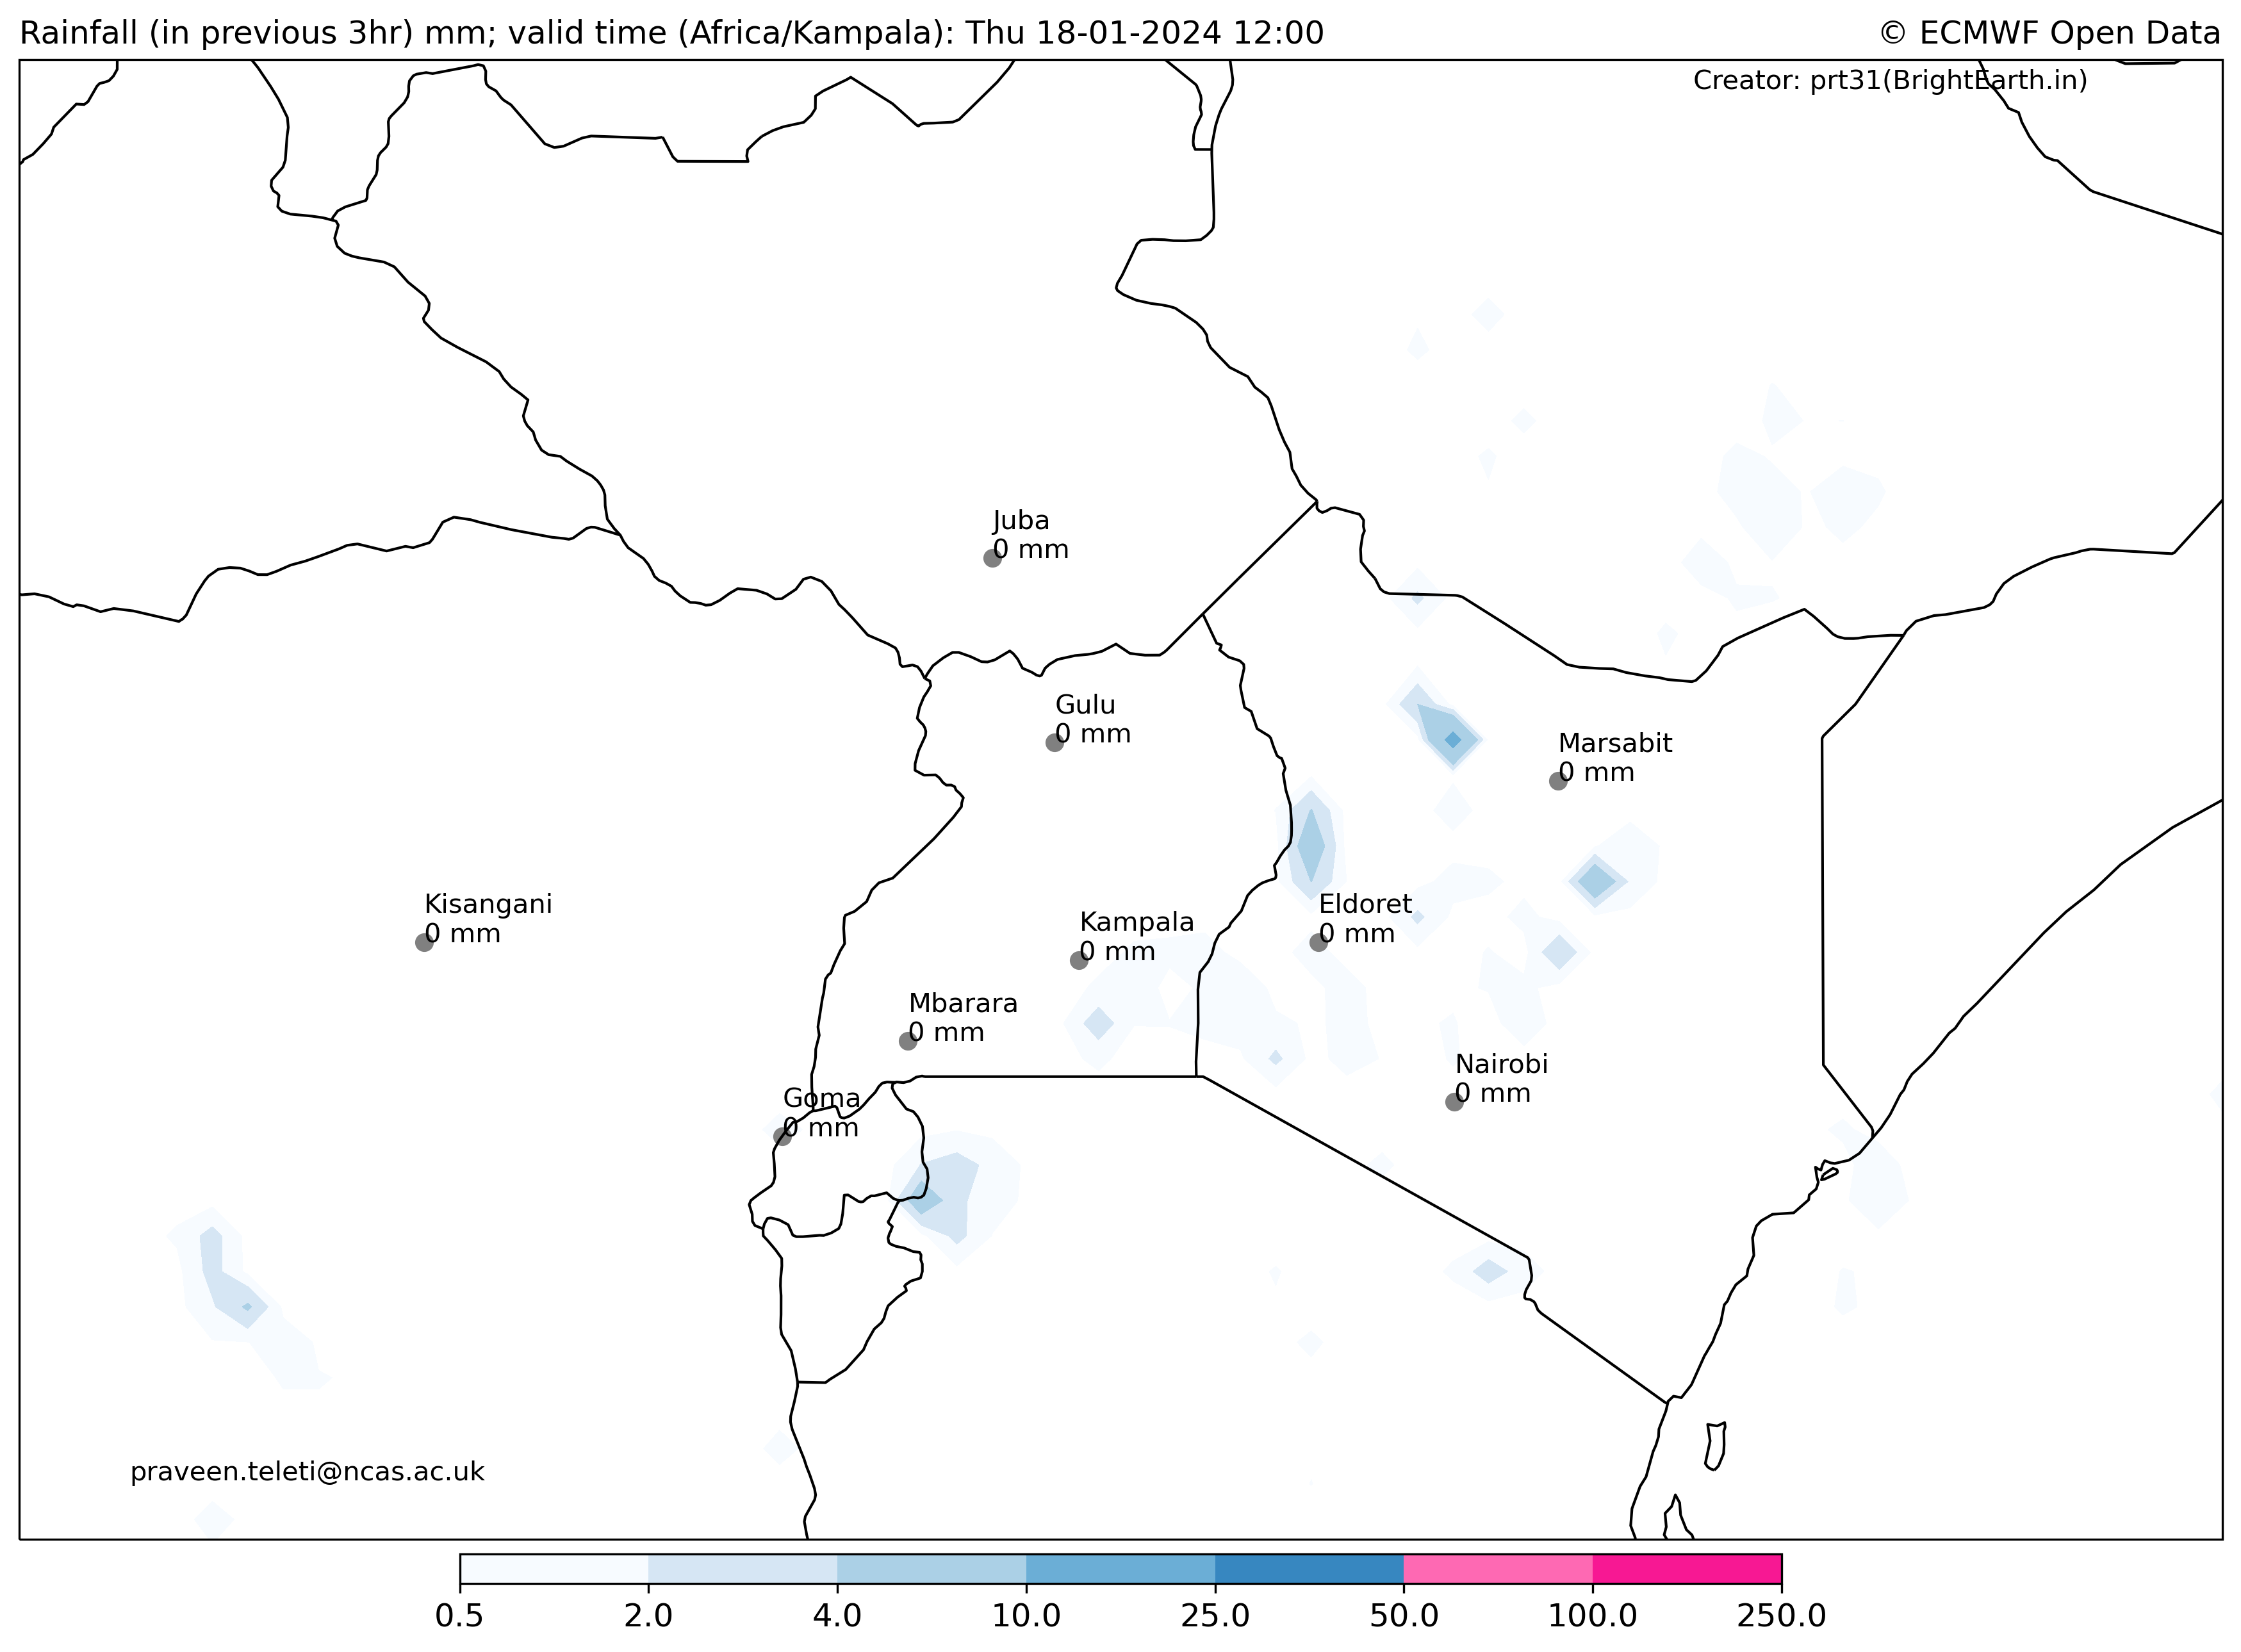 Rainfall (in previous 3hr) mm; valid time (Africa/Kampala): Thu 18-01-2024 12:00
© ECMWF Open Data
Creator: prt31(BrightEarth.in)
Juba
0 mm
Gulu
0 mm
Marsabit
0 mm
Kisangani
0 mm
Eldoret
0 mm
Kampala
0 mm
Mbarara
0 mm
Nairobi
0 mm
Goma
0 mm
praveen.teleti@ncas.ac.uk
0.5 2.0 4.0 10.0 25.0 50.0 100.0 250.0